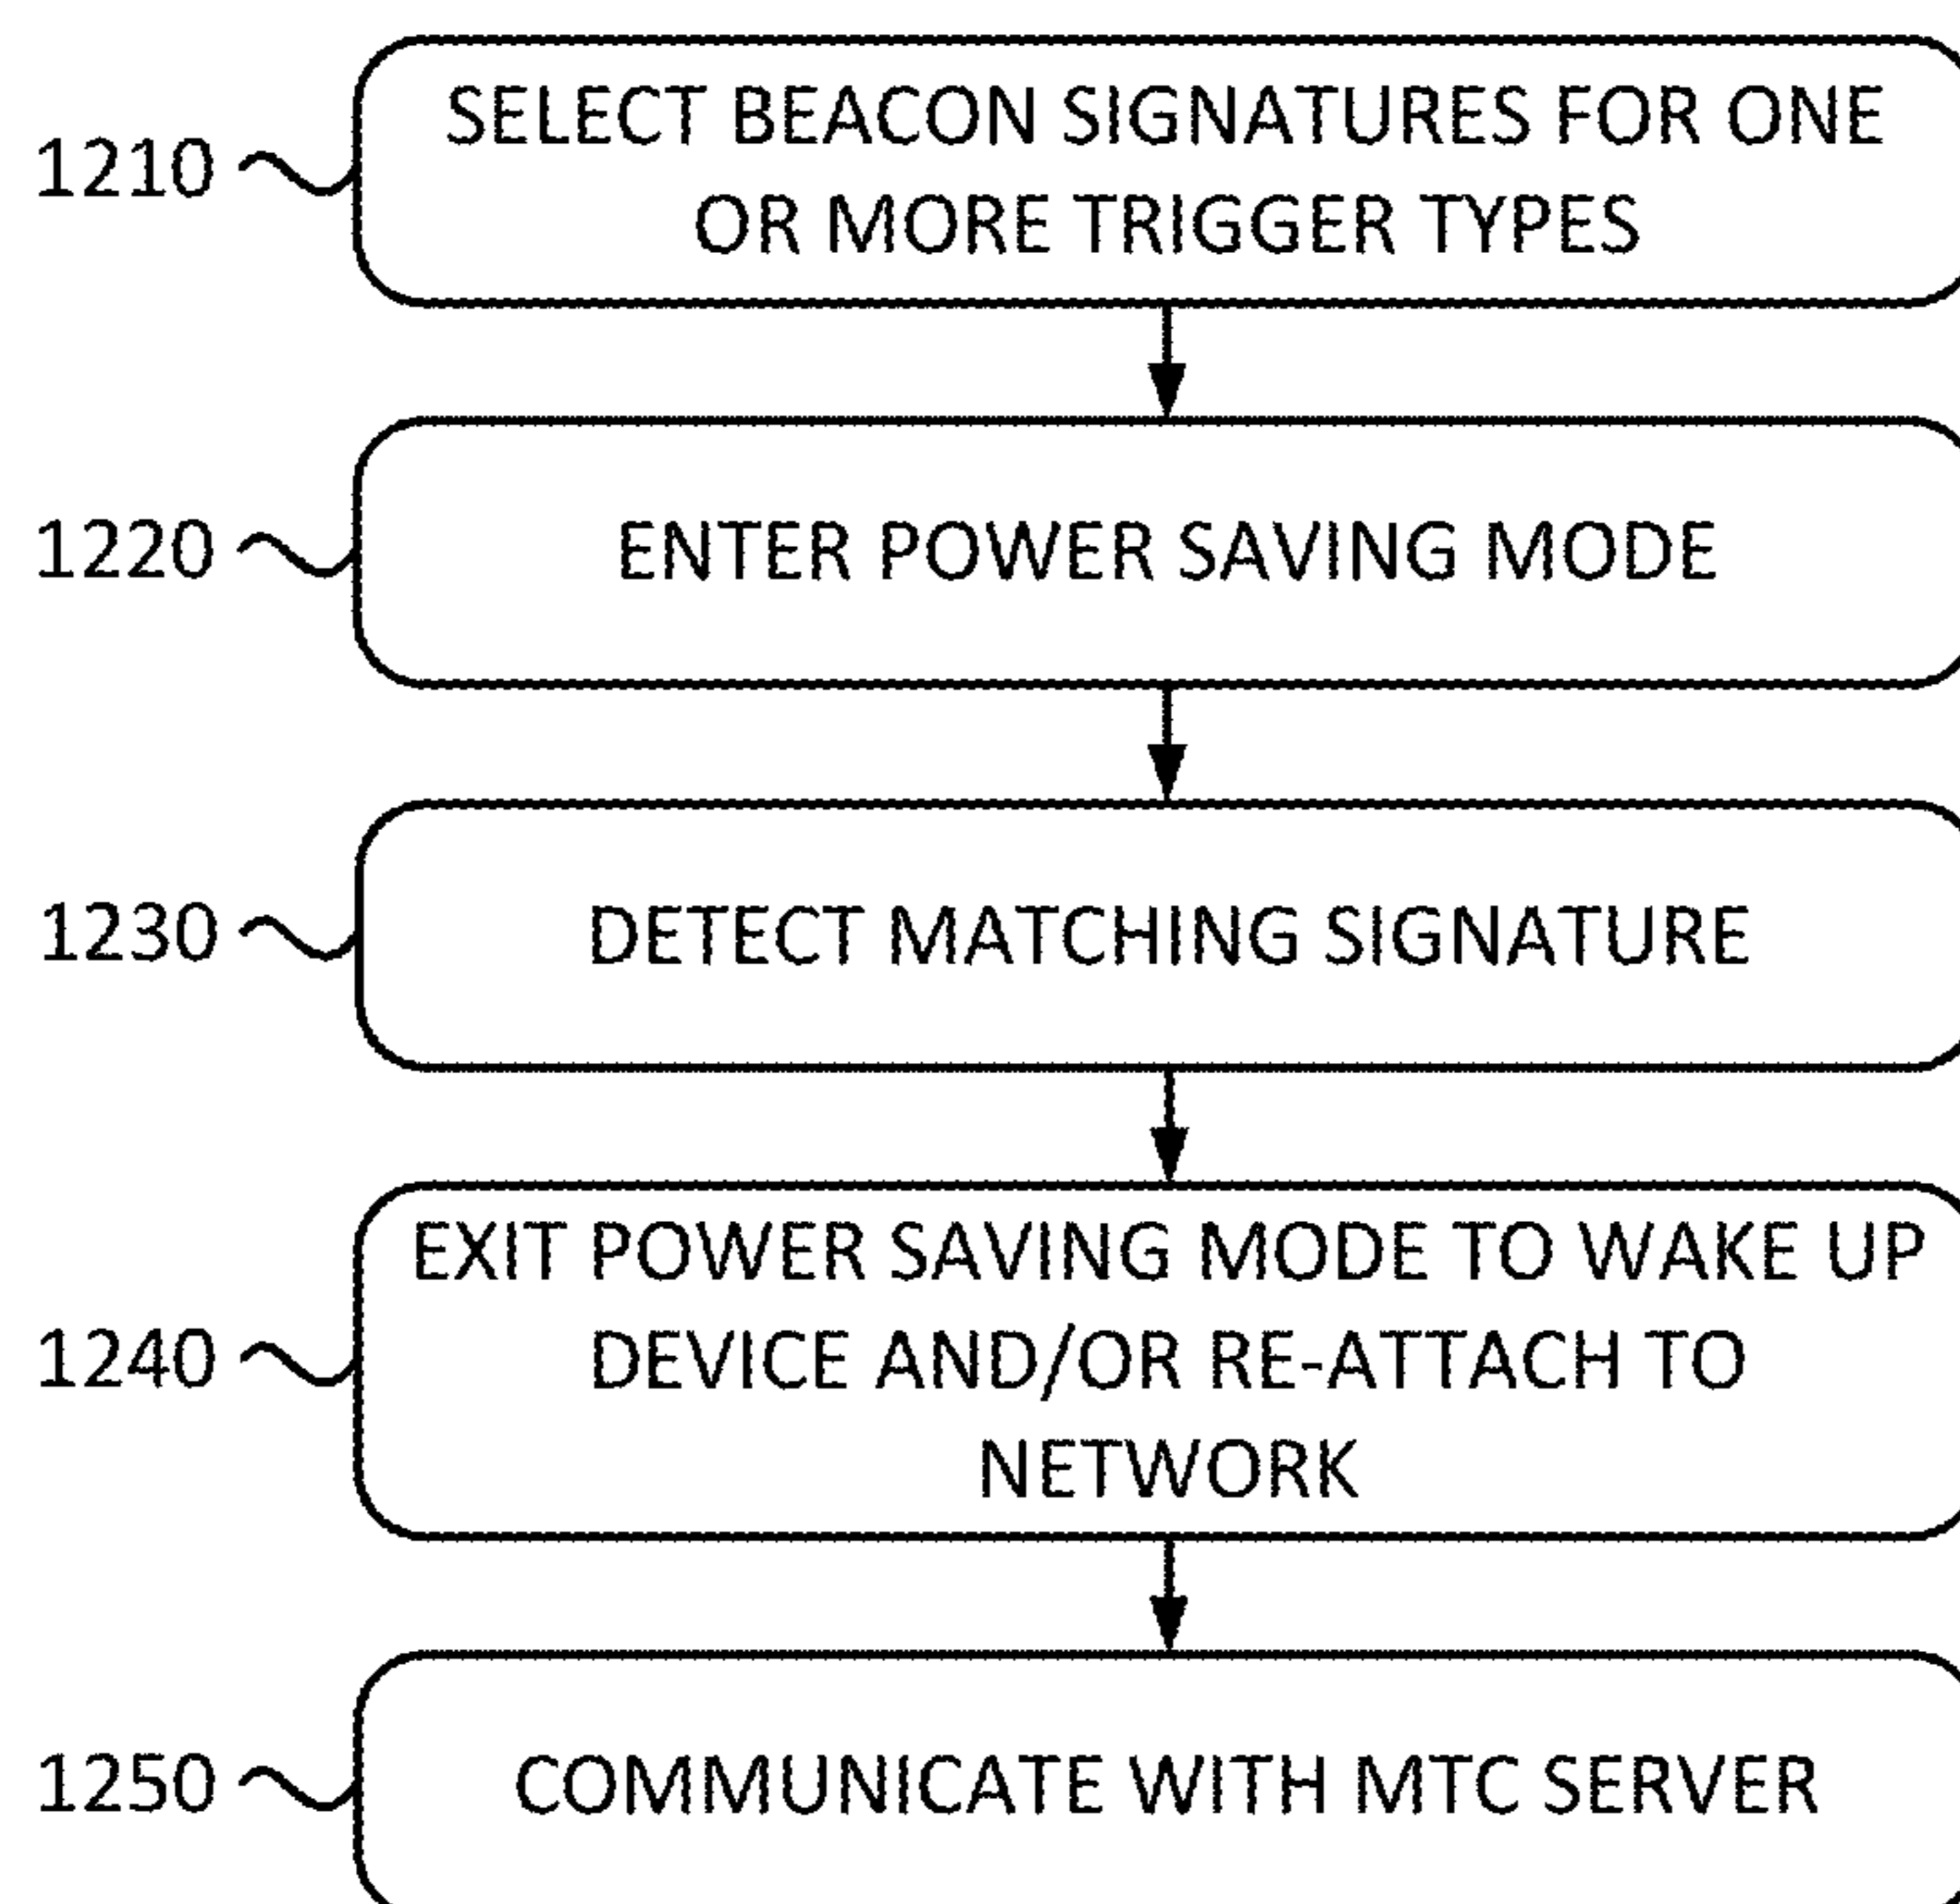 1210
SELECT BEACON SIGNATURES FOR ONE
OR MORE TRIGGER TYPES
1220
ENTER POWER SAVING MODE
1230
DETECT MATCHING SIGNATURE
1240
EXIT POWER SAVING MODE TO WAKE UP
DEVICE AND/OR RE-ATTACH TO
NETWORK
1250
COMMUNICATE WITH MTC SERVER